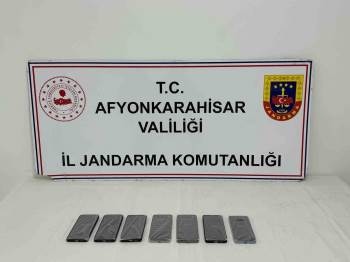 T.C.
AFYONKARAHİSAR
VALİLİĞİ
İL JANDARMA KOMUTANLIĞI